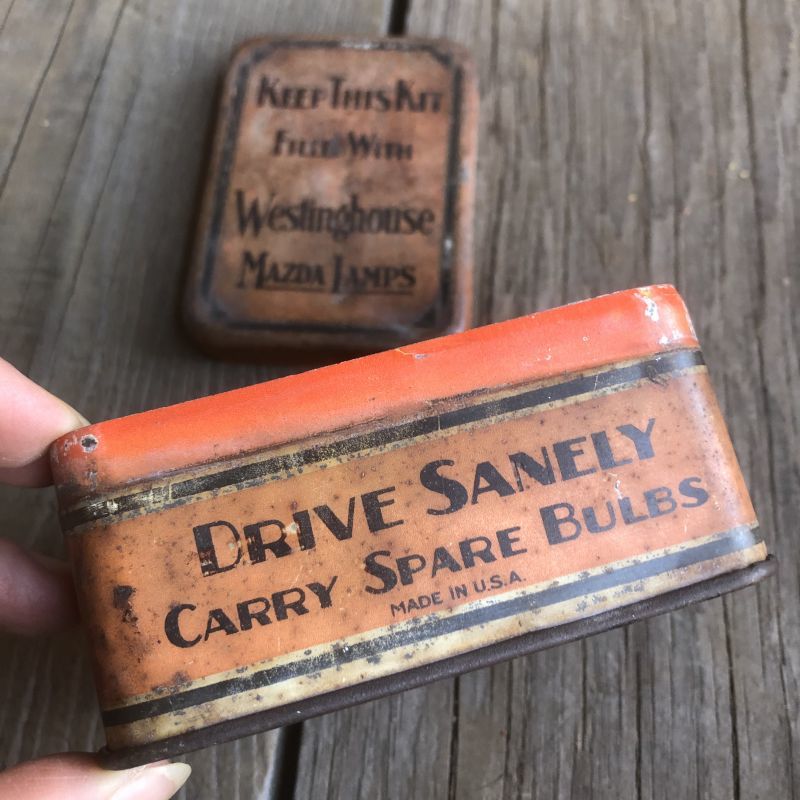 KEEP THIS KIT
FILLED WITH
Westinghouse
MAZDA LAMPS
DRIVE SANELY
CARRY SPARE BULBS
MADE IN U.S.A.